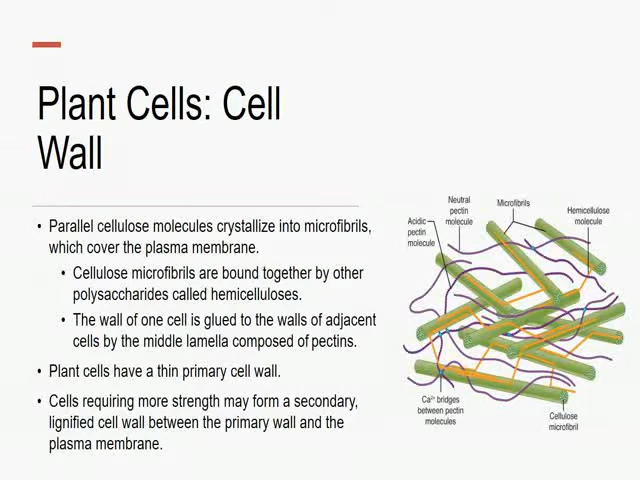 Plant Cells: Cell
Wall
• Parallel cellulose molecules crystallize into microfibrils,
which cover the plasma membrane.
• Cellulose microfibrils are bound together by other
polysaccharides called hemicelluloses.
• The wall of one cell is glued to the walls of adjacent
cells by the middle lamella composed of pectins.
• Plant cells have a thin primary cell wall.
• Cells requiring more strength may form a secondary,
lignified cell wall between the primary wall and the
plasma membrane.
Acidic
pectin
molecule
Neutral
pectin
molecule
Microfibrils
Hemicellulose
molecule
Ca²⁺ bridges
between pectin
molecules
Cellulose
microfibril